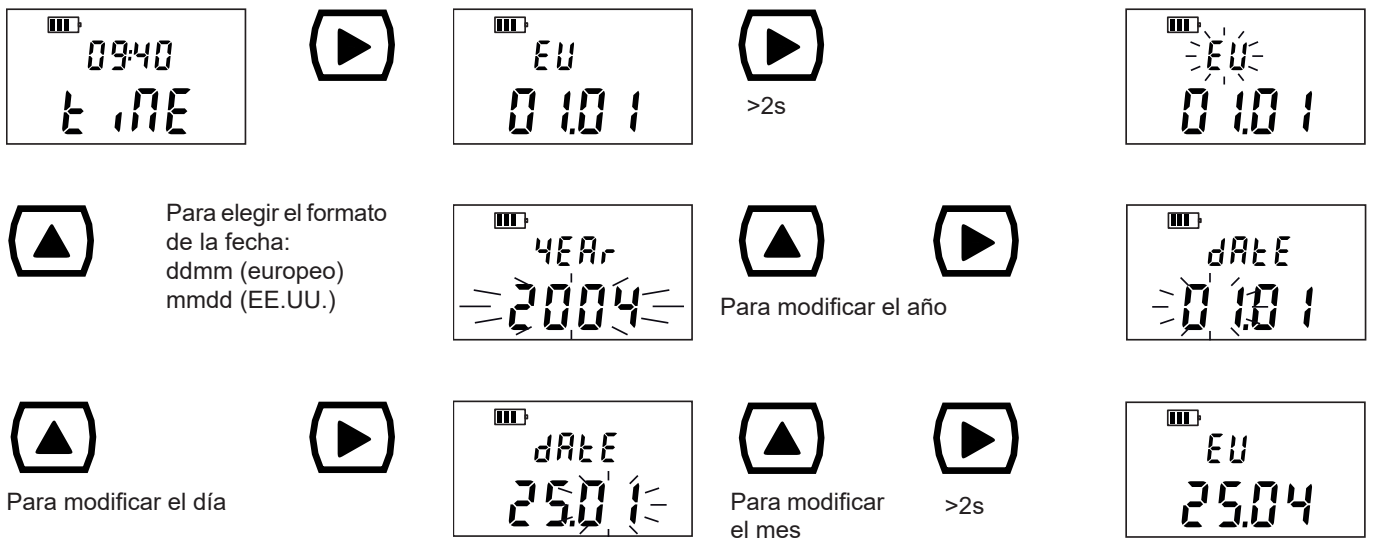 09:40
tiME
EU
01.01
>2s
EU
01.01
Para elegir el formato
de la fecha:
ddmm (europeo)
mmdd (EE.UU.)
YEAr
2004
Para modificar el año
dAtE
01.01
Para modificar el día
dAtE
25.01
Para modificar
el mes
>2s
EU
25.04